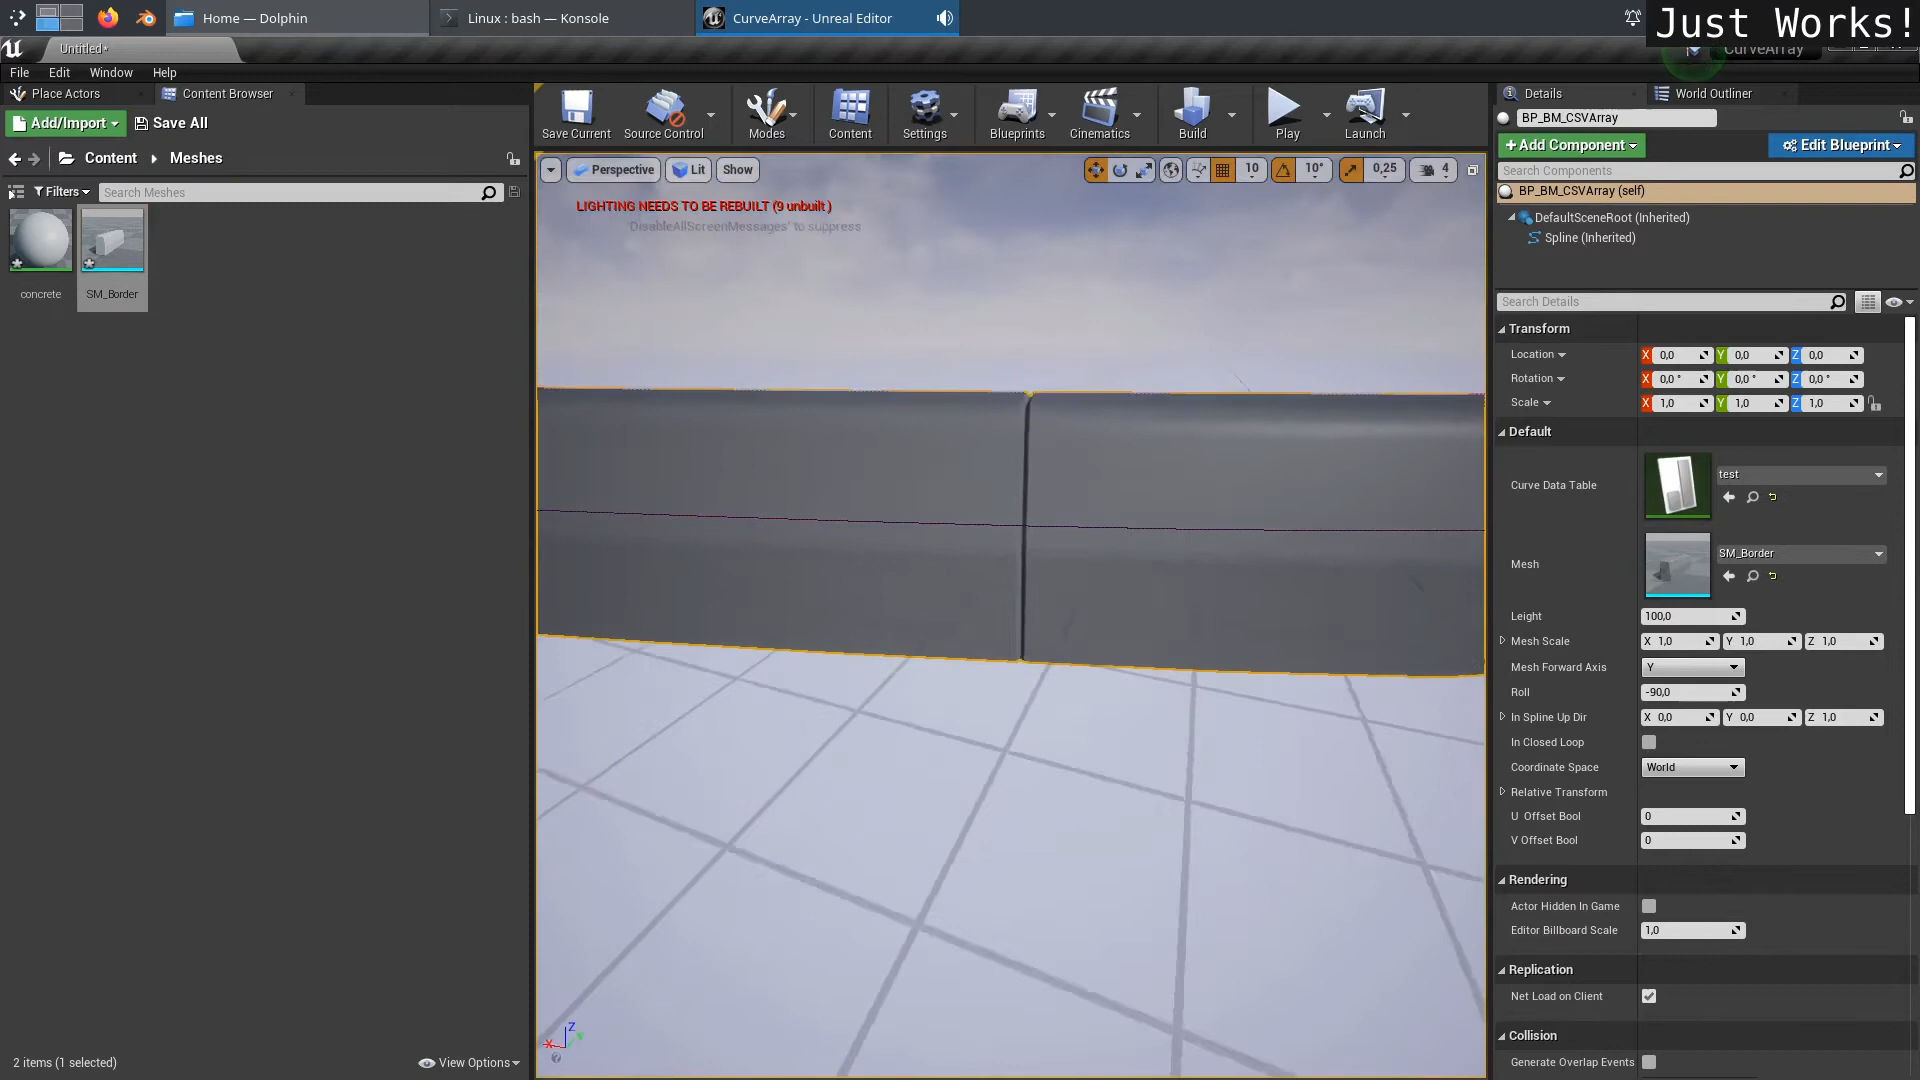 Home — Dolphin
Linux : bash — Konsole
CurveArray - Unreal Editor
Just Works!
Untitled*
CurveArray
File Edit Window Help
Place Actors
Content Browser
Add/Import
Save All
Content Meshes
Filters
Search Meshes
concrete
SM_Border
2 items (1 selected)
View Options
Save Current
Source Control
Modes
Content
Settings
Blueprints
Cinematics
Build
Play
Launch
Perspective
Lit
Show
10
10°
0,25
4
LIGHTING NEEDS TO BE REBUILT (9 unbuilt )
'DisableAllScreenMessages' to suppress
Z
X
Y
Details
World Outliner
BP_BM_CSVArray
+Add Component
Edit Blueprint
Search Components
BP_BM_CSVArray (self)
DefaultSceneRoot (Inherited)
Spline (Inherited)
Search Details
Transform
Location X 0,0 Y 0,0 Z 0,0
Rotation X 0,0 ° Y 0,0 ° Z 0,0 °
Scale X 1,0 Y 1,0 Z 1,0
Default
Curve Data Table test
Mesh SM_Border
Leight 100,0
Mesh Scale X 1,0 Y 1,0 Z 1,0
Mesh Forward Axis Y
Roll -90,0
In Spline Up Dir X 0,0 Y 0,0 Z 1,0
In Closed Loop
Coordinate Space World
Relative Transform
U Offset Bool 0
V Offset Bool 0
Rendering
Actor Hidden In Game
Editor Billboard Scale 1,0
Replication
Net Load on Client
Collision
Generate Overlap Events